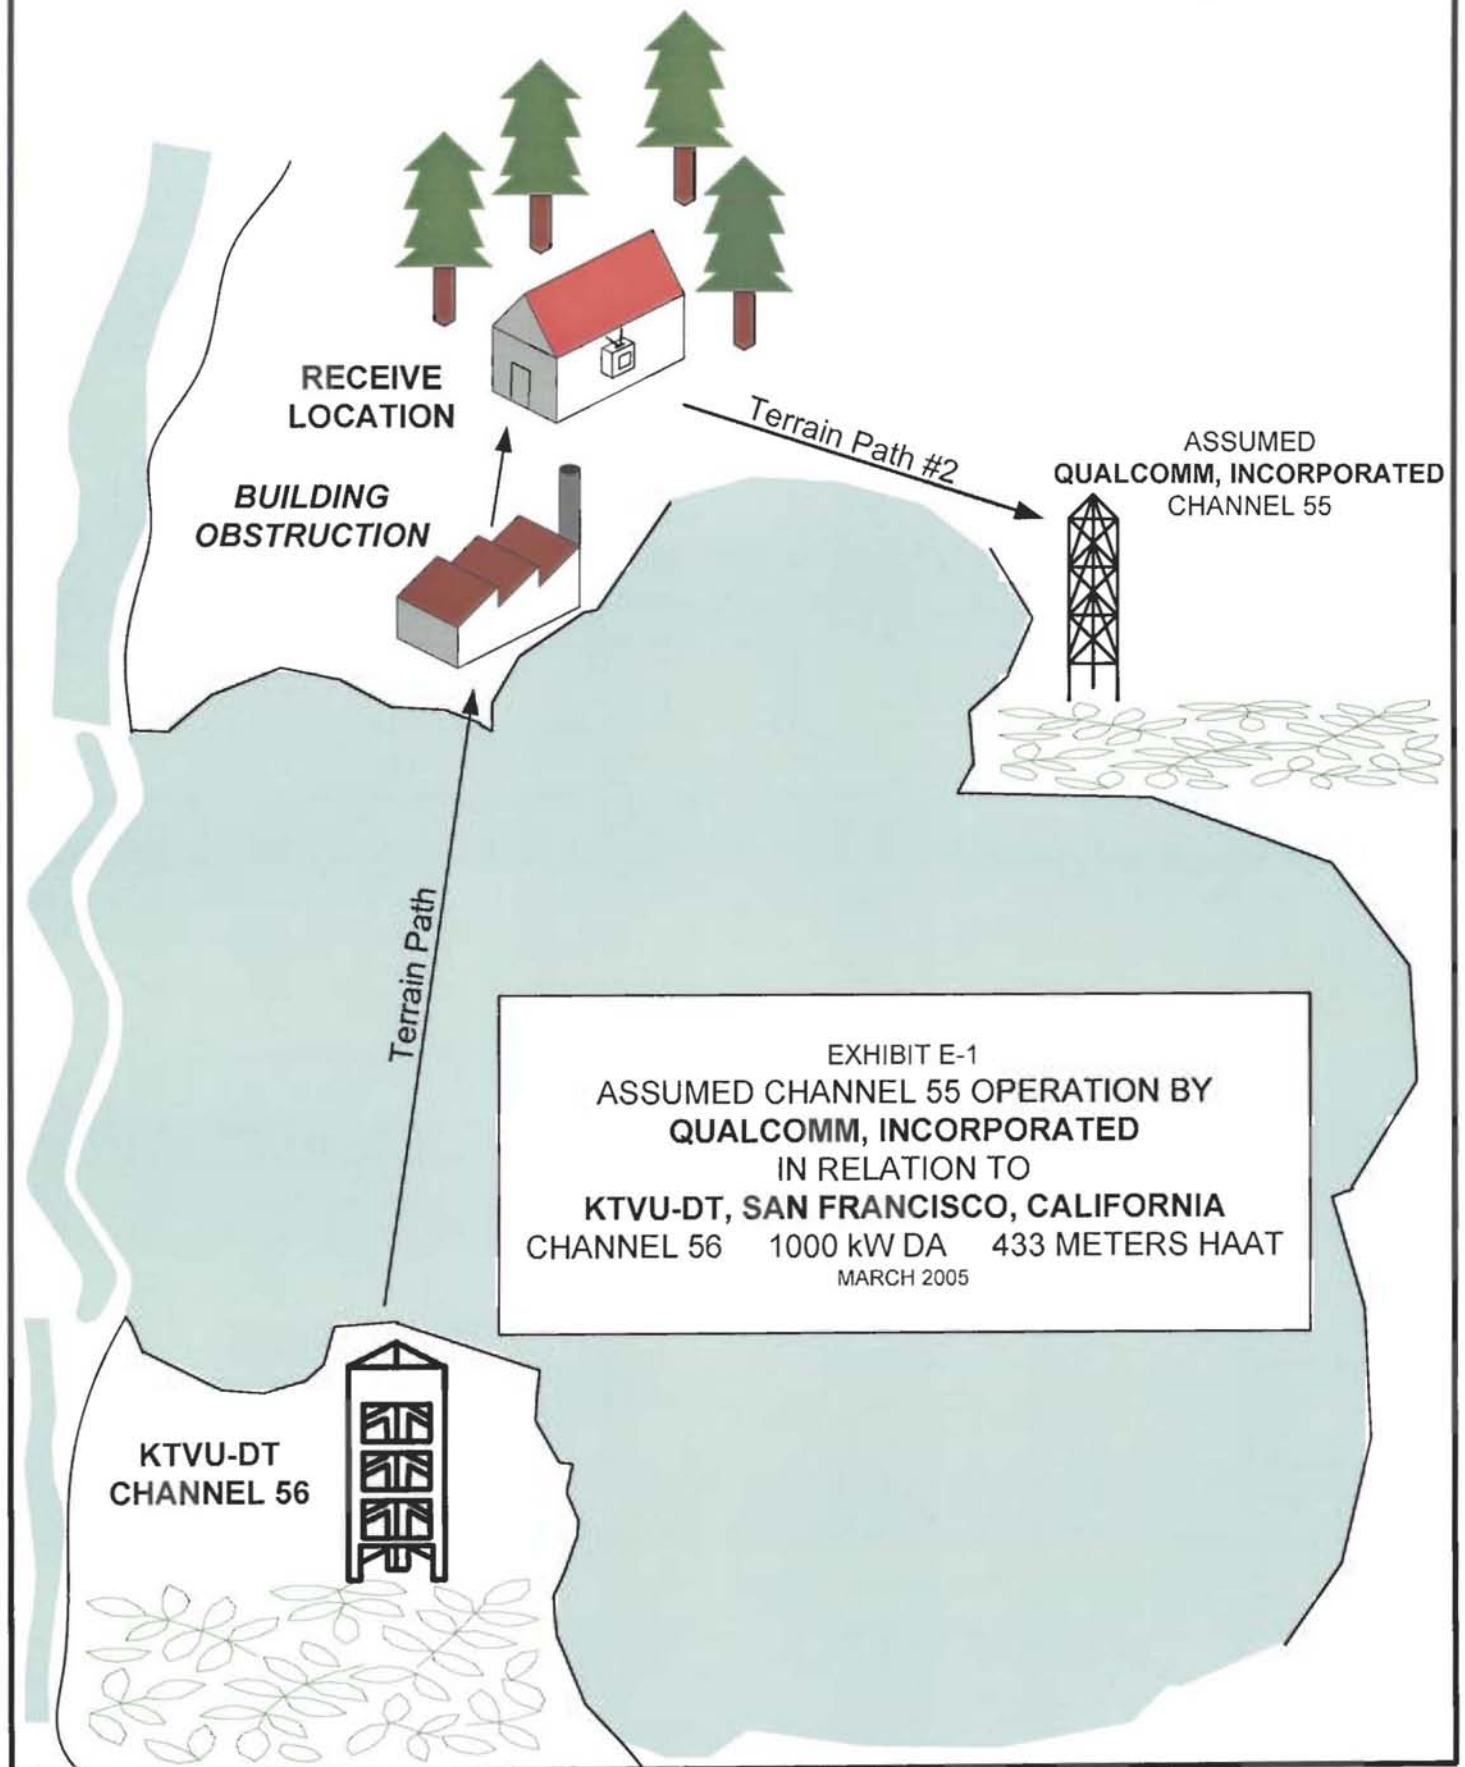 RECEIVE
LOCATION
Terrain Path #2
ASSUMED
QUALCOMM, INCORPORATED
CHANNEL 55
BUILDING
OBSTRUCTION
Terrain Path
EXHIBIT E-1
ASSUMED CHANNEL 55 OPERATION BY
QUALCOMM, INCORPORATED
IN RELATION TO
KTVU-DT, SAN FRANCISCO, CALIFORNIA
CHANNEL 56 1000 kW DA 433 METERS HAAT
MARCH 2005
KTVU-DT
CHANNEL 56